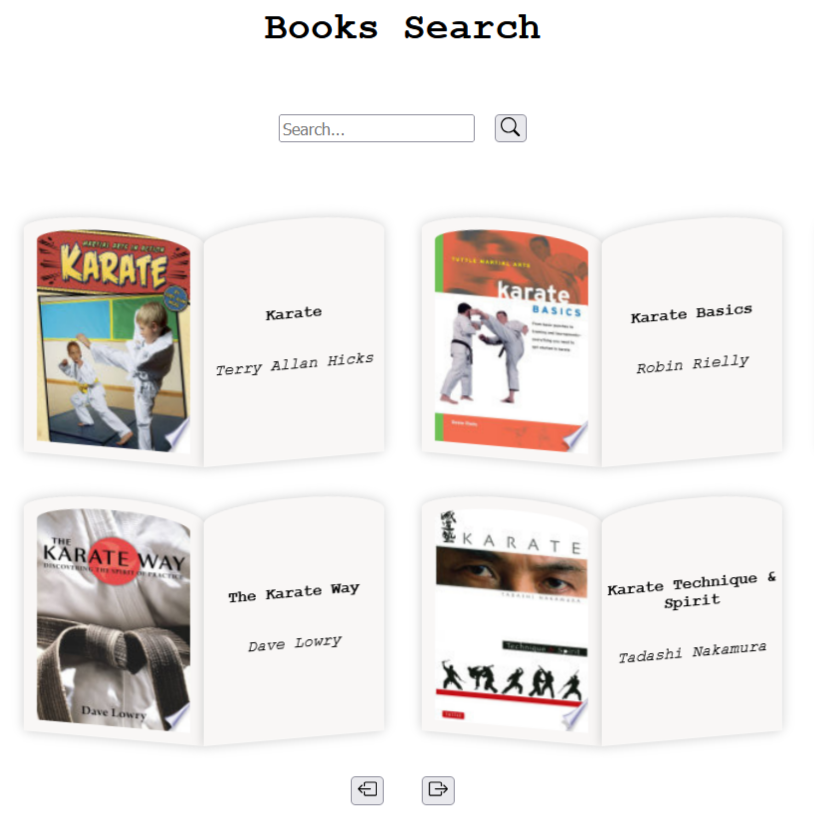 Books Search
Search...
MARTIAL ARTS IN ACTION
KARATE
Karate
Terry Allan Hicks
TUTTLE MARTIAL ARTS
karate
BASICS
Karate Basics
Robin Rielly
THE
KARATE WAY
DISCOVERING THE SPIRIT OF PRACTICE
Dave Lowry
The Karate Way
Dave Lowry
KARATE
TADASHI NAKAMURA
Karate Technique &
Spirit
Tadashi Nakamura